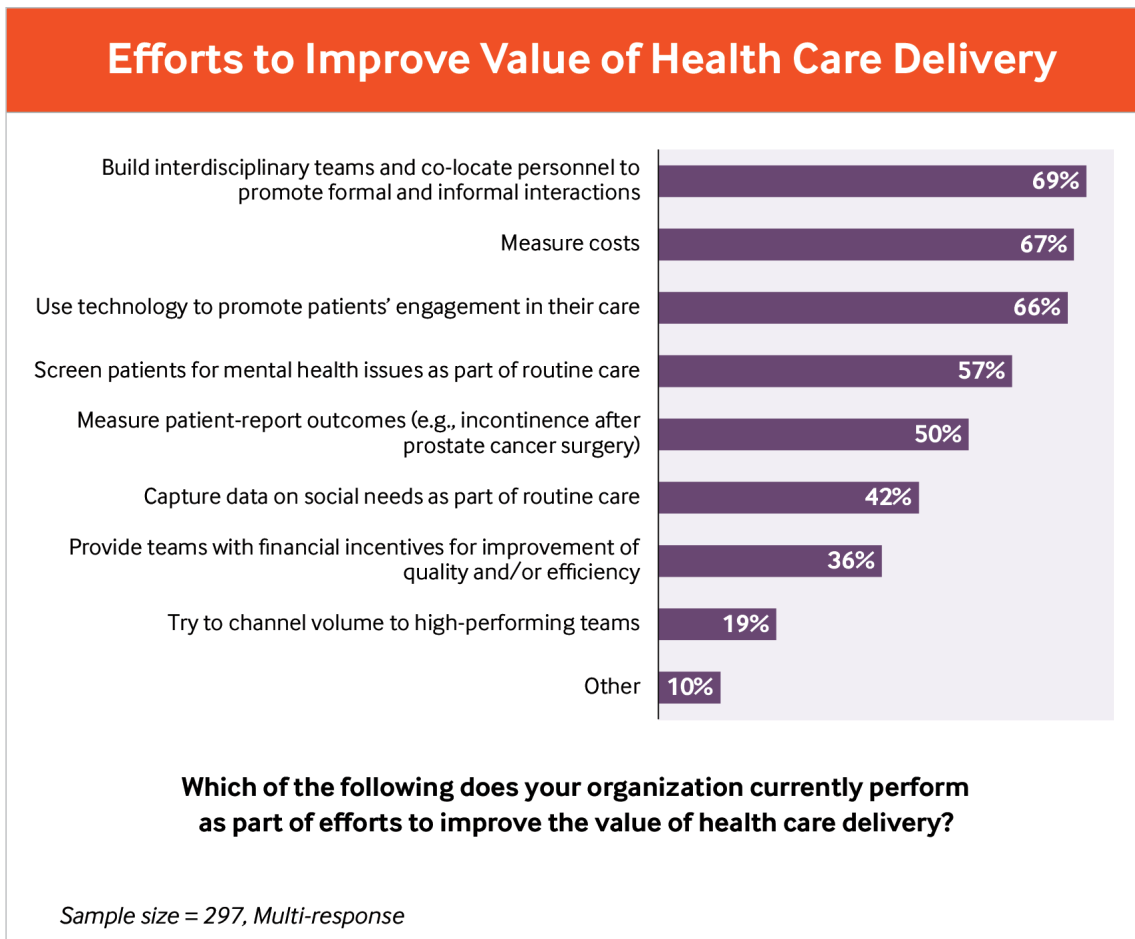 Efforts to Improve Value of Health Care Delivery
Build interdisciplinary teams and co-locate personnel to
promote formal and informal interactions
69%
Measure costs
67%
Use technology to promote patients’ engagement in their care
66%
Screen patients for mental health issues as part of routine care
57%
Measure patient-report outcomes (e.g., incontinence after
prostate cancer surgery)
50%
Capture data on social needs as part of routine care
42%
Provide teams with financial incentives for improvement of
quality and/or efficiency
36%
Try to channel volume to high-performing teams
19%
Other
10%
Which of the following does your organization currently perform
as part of efforts to improve the value of health care delivery?
Sample size = 297, Multi-response